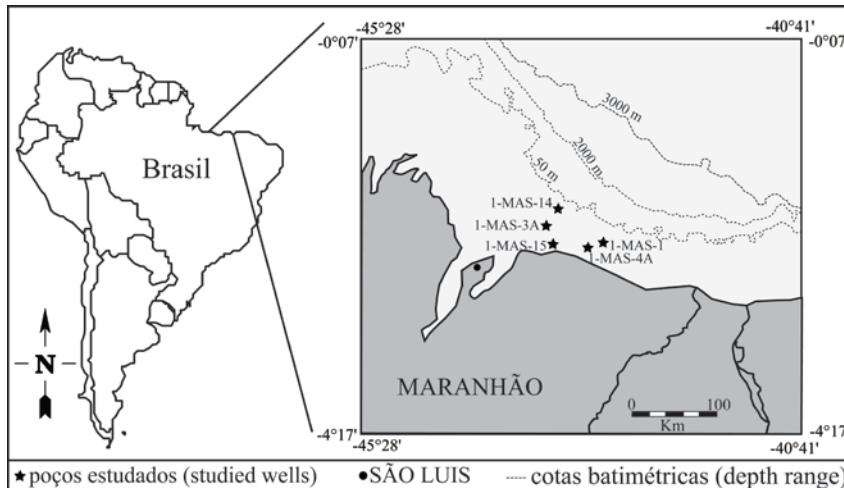 -45°28'
-40°41'
-0°07'
-0°07'
3000 m
2000 m
50 m
Brasil
1-MAS-14
1-MAS-3A
1-MAS-15
1-MAS-1
1-MAS-4A
N
MARANHÃO
0 100
Km
-4°17'
-4°17'
-45°28'
-40°41'
poços estudados (studied wells) SÃO LUIS cotas batimétricas (depth range)